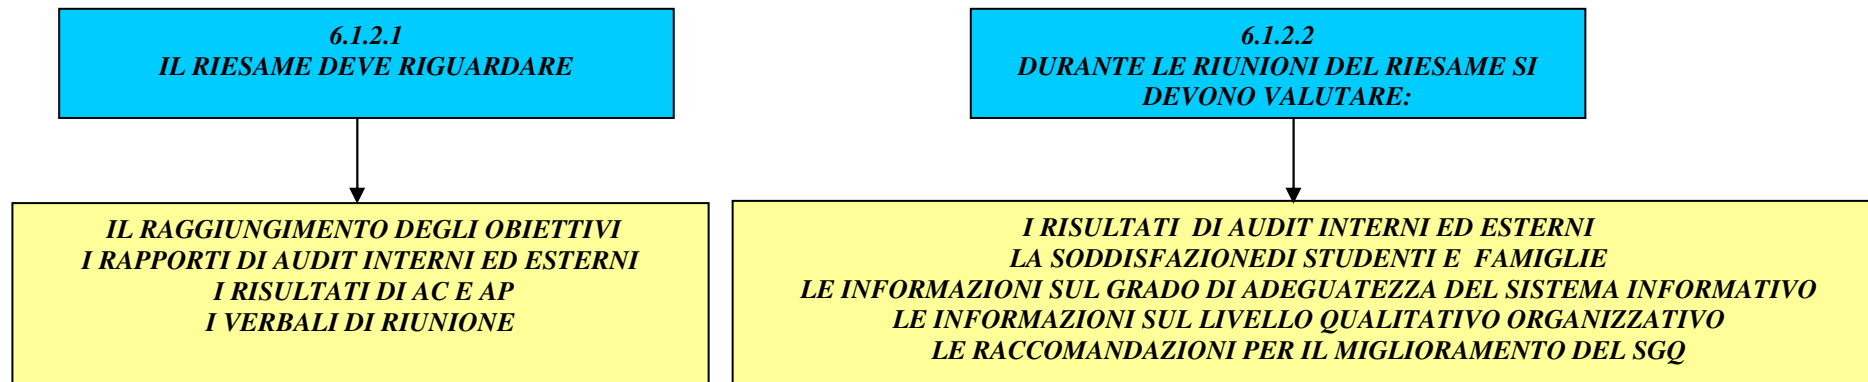 6.1.2.1
IL RIESAME DEVE RIGUARDARE
6.1.2.2
DURANTE LE RIUNIONI DEL RIESAME SI
DEVONO VALUTARE:
IL RAGGIUNGIMENTO DEGLI OBIETTIVI
I RAPPORTI DI AUDIT INTERNI ED ESTERNI
I RISULTATI DI AC E AP
I VERBALI DI RIUNIONE
I RISULTATI DI AUDIT INTERNI ED ESTERNI
LA SODDISFAZIONEDI STUDENTI E FAMIGLIE
LE INFORMAZIONI SUL GRADO DI ADEGUATEZZA DEL SISTEMA INFORMATIVO
LE INFORMAZIONI SUL LIVELLO QUALITATIVO ORGANIZZATIVO
LE RACCOMANDAZIONI PER IL MIGLIORAMENTO DEL SGQ